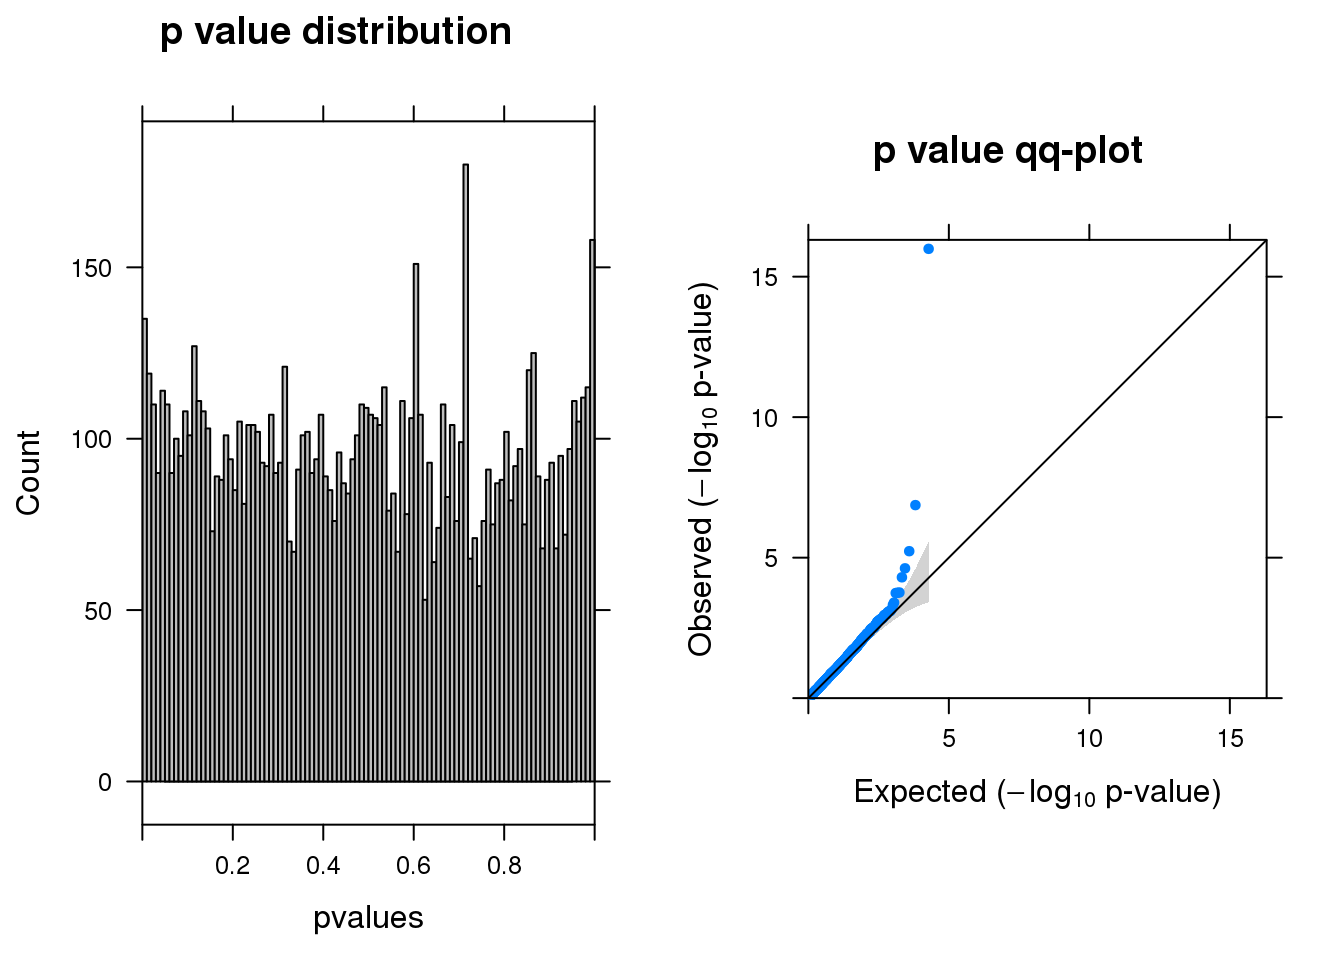 p value distribution
Count
150
100
50
0
0.2 0.4 0.6 0.8
pvalues
p value qq-plot
Observed (−log₁₀ p-value)
15
10
5
5 10 15
Expected (−log₁₀ p-value)